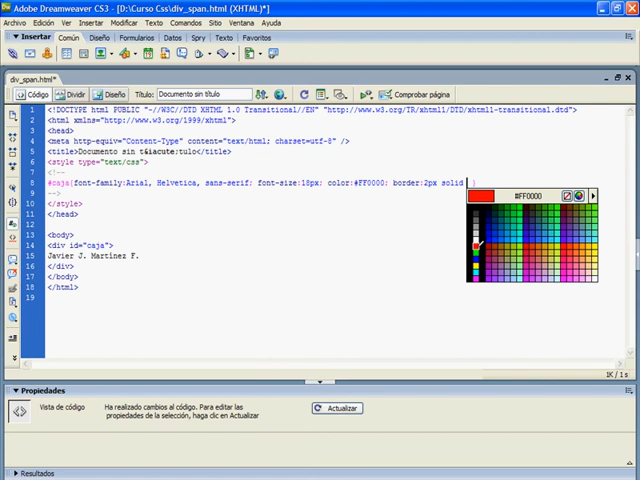 Adobe Dreamweaver CS3 - [D:\Curso Css\div_span.html (XHTML)*]
Archivo Edición Ver Insertar Modificar Texto Comandos Sitio Ventana Ayuda
Insertar Común Diseño Formularios Datos Spry Texto Favoritos
div_span.html*
Código Dividir Diseño Título: Documento sin título Comprobar página
1 <!DOCTYPE html PUBLIC "-//W3C//DTD XHTML 1.0 Transitional//EN" "http://www.w3.org/TR/xhtml1/DTD/xhtml1-transitional.dtd">
2 <html xmlns="http://www.w3.org/1999/xhtml">
3 <head>
4 <meta http-equiv="Content-Type" content="text/html; charset=utf-8" />
5 <title>Documento sin t&iacute;tulo</title>
6 <style type="text/css">
7 <!--
8 #caja{font-family:Arial, Helvetica, sans-serif; font-size:18px; color:#FF0000; border:2px solid }
9 -->
#FF0000
10 </style>
11 </head>
12
13 <body>
14 <div id="caja">
15 Javier J. Martínez F.
16 </div>
17 </body>
18 </html>
19
1K / 1 s
Propiedades
Vista de código Ha realizado cambios al código. Para editar las propiedades de la selección, haga clic en Actualizar Actualizar
Resultados